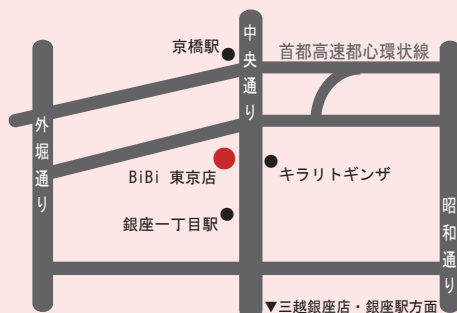 京橋駅
中央通り
首都高速都心環状線
外堀通り
BiBi 東京店
キラリトギンザ
銀座一丁目駅
昭和通り
▼三越銀座店・銀座駅方面